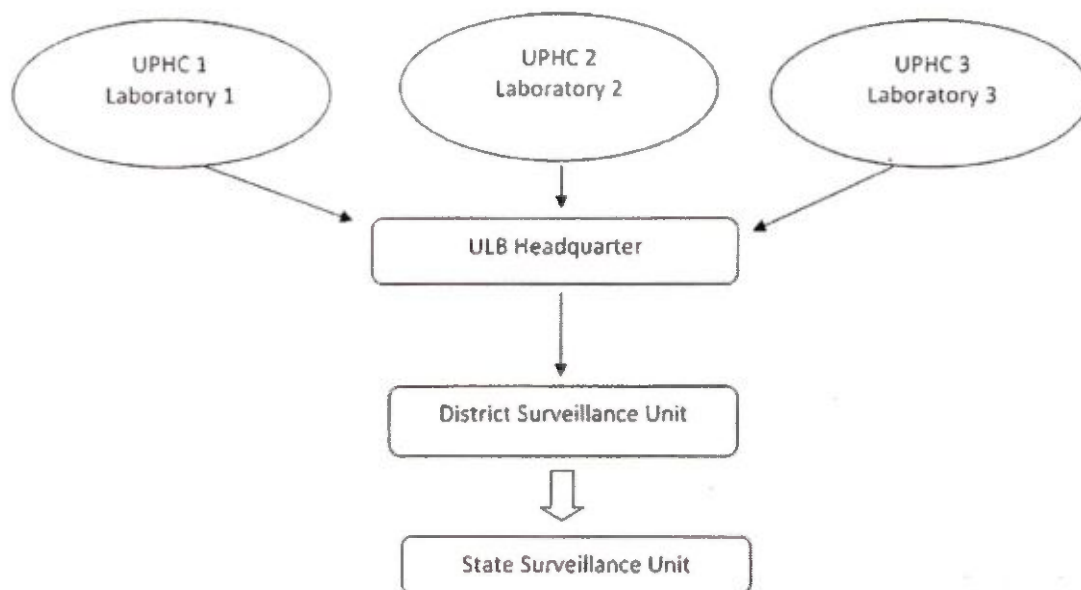 UPHC 1
Laboratory 1
UPHC 2
Laboratory 2
UPHC 3
Laboratory 3
ULB Headquarter
District Surveillance Unit
State Surveillance Unit